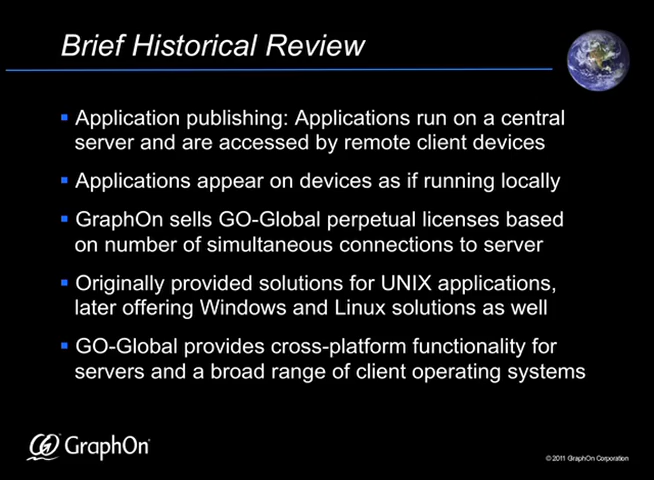 Brief Historical Review
▪ Application publishing: Applications run on a central
server and are accessed by remote client devices
▪ Applications appear on devices as if running locally
▪ GraphOn sells GO-Global perpetual licenses based
on number of simultaneous connections to server
▪ Originally provided solutions for UNIX applications,
later offering Windows and Linux solutions as well
▪ GO-Global provides cross-platform functionality for
servers and a broad range of client operating systems
GraphOn
© 2011 GraphOn Corporation